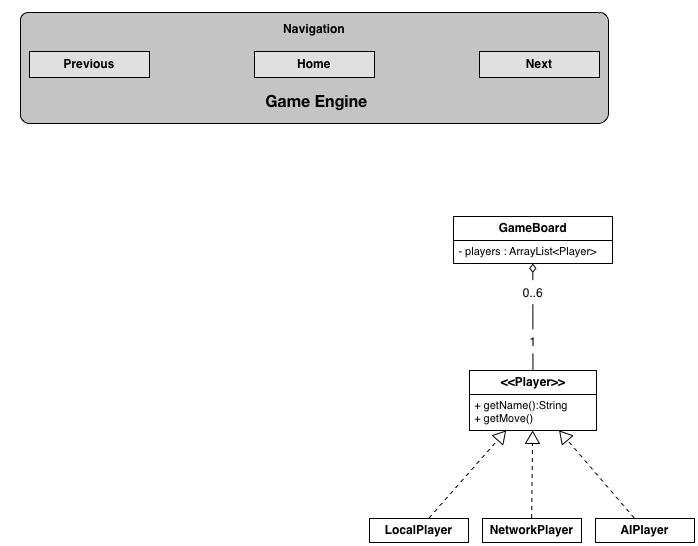 Navigation
Previous
Home
Next
Game Engine
GameBoard
- players : ArrayList<Player>
0..6
1
<<Player>>
+ getName():String
+ getMove()
LocalPlayer
NetworkPlayer
AIPlayer